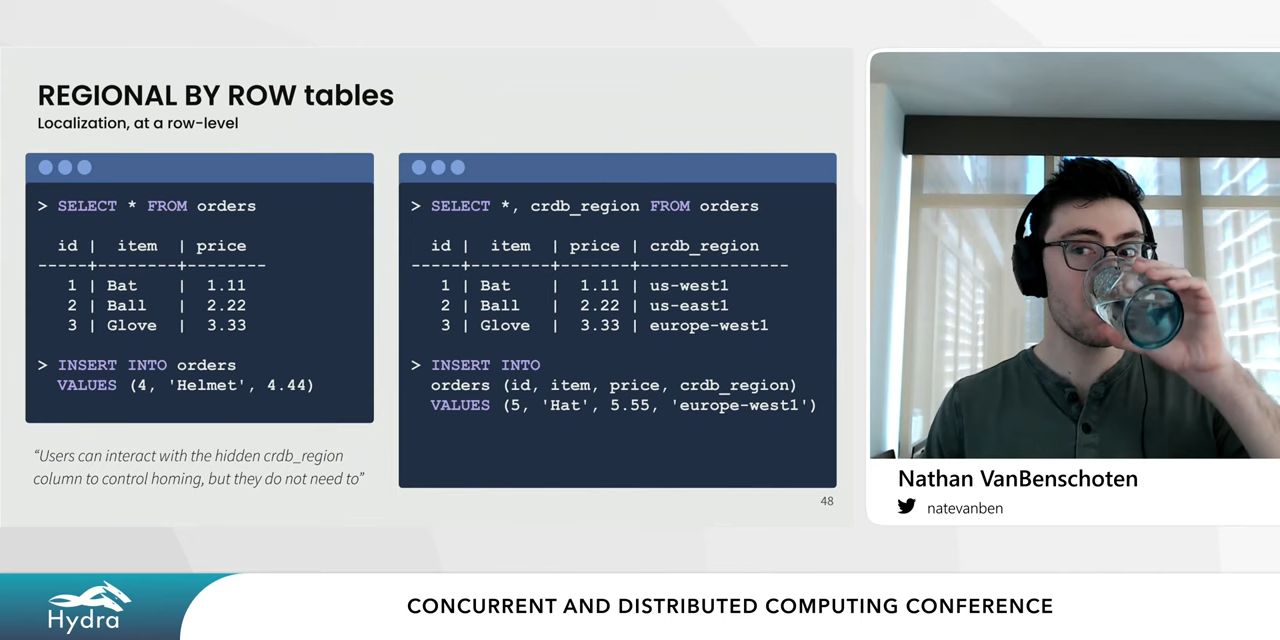 REGIONAL BY ROW tables
Localization, at a row-level
> SELECT * FROM orders
id | item | price
-----+--------+--------
1 | Bat | 1.11
2 | Ball | 2.22
3 | Glove | 3.33
> INSERT INTO orders
VALUES (4, 'Helmet', 4.44)
“Users can interact with the hidden crdb_region
column to control homing, but they do not need to”
> SELECT *, crdb_region FROM orders
id | item | price | crdb_region
-----+--------+-------+---------------
1 | Bat | 1.11 | us-west1
2 | Ball | 2.22 | us-east1
3 | Glove | 3.33 | europe-west1
> INSERT INTO
orders (id, item, price, crdb_region)
VALUES (5, 'Hat', 5.55, 'europe-west1')
48
Nathan VanBenschoten
natevanben
Hydra
CONCURRENT AND DISTRIBUTED COMPUTING CONFERENCE